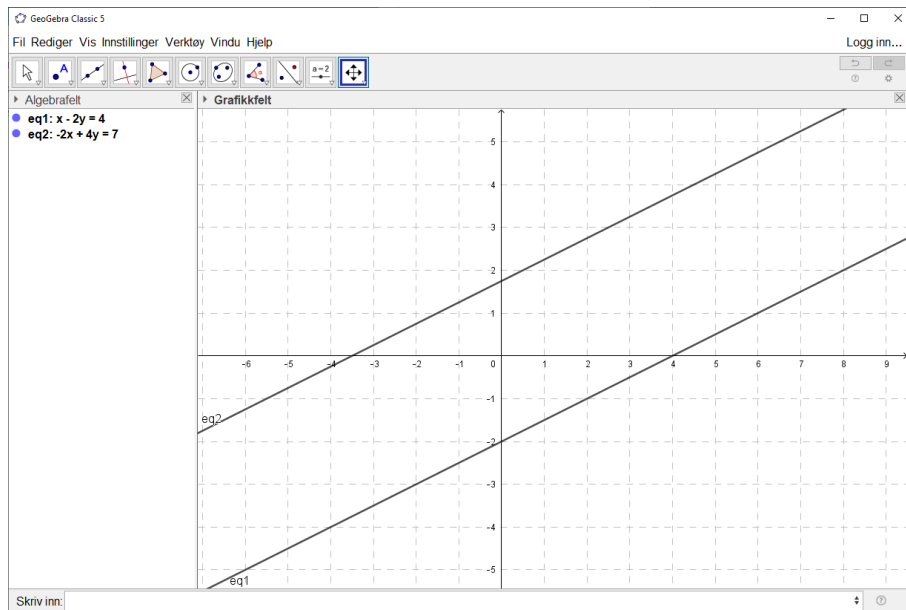 GeoGebra Classic 5
Fil Rediger Vis Innstillinger Verktøy Vindu Hjelp
Logg inn...
A
α
a=2
Algebrafelt
Grafikkfelt
eq1: x - 2y = 4
eq2: -2x + 4y = 7
5
4
3
2
1
-6 -5 -4 -3 -2 -1 0 1 2 3 4 5 6 7 8 9
-1
eq2
-2
-3
-4
-5
eq1
Skriv inn: